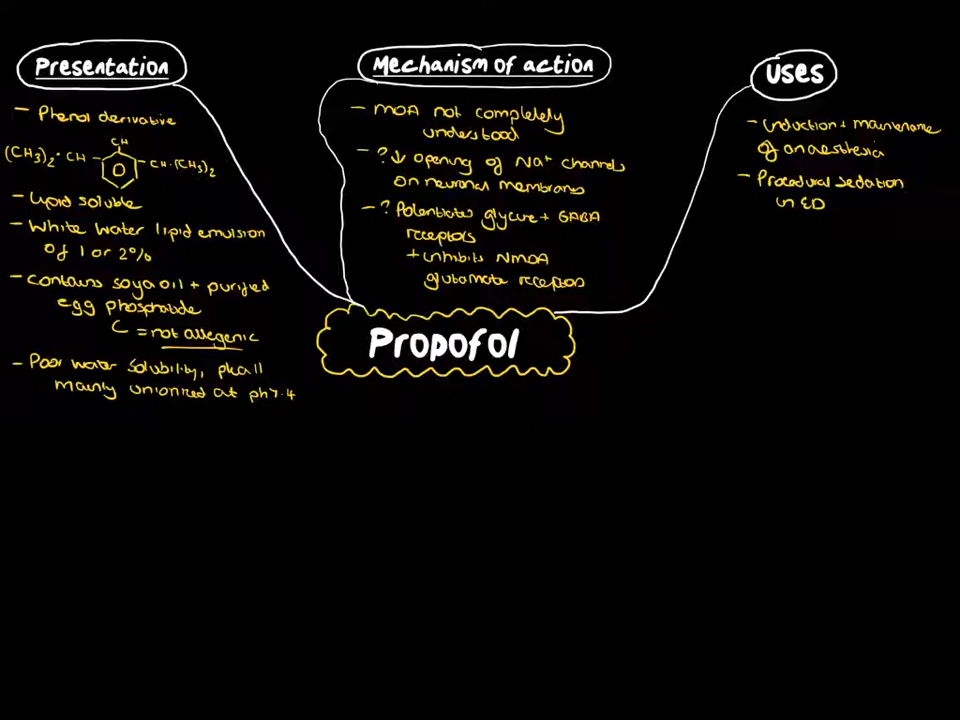 Presentation
- Phenol derivative
CH
(CH3)2·CH
CH·(CH3)2
- Lipid soluble
- White water lipid emulsion
of 1 or 2%
- Contains soya oil + purified
egg phosphatide
= not allegenic
- Poor water solubility, pka 11
mainly unionized at ph 7.4
Mechanism of action
- MOA not completely
understood
- ? ↓ opening of Na+ channels
on neuronal membranes
- ? Potentiates glycine + GABA
receptors
+ inhibits NMDA
glutamate receptors
Uses
- Induction + maintenance
of anaesthesia
- Procedural sedation
in ED
Propofol